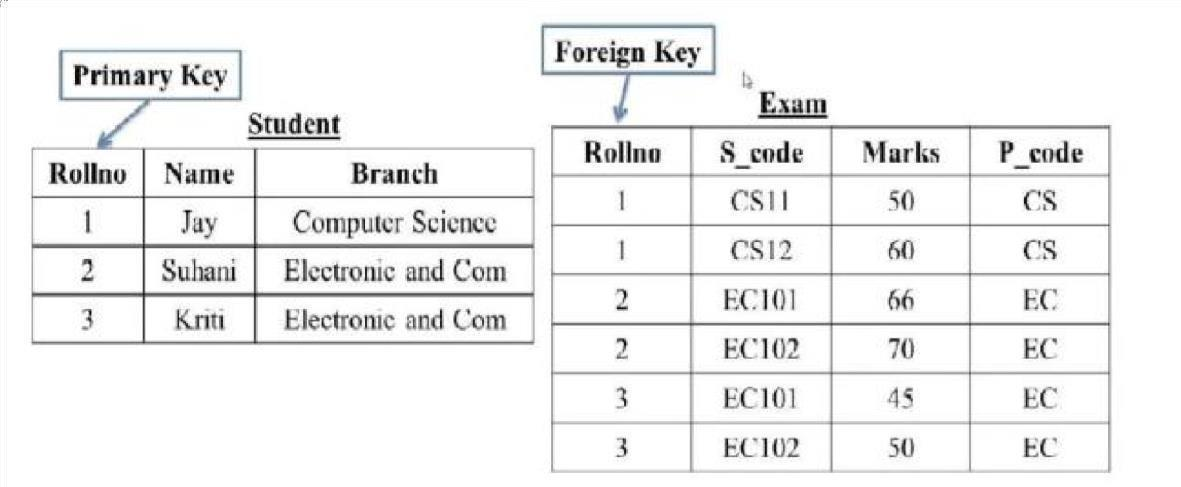 Primary Key
Student
Rollno Name Branch
1 Jay Computer Science
2 Suhani Electronic and Com
3 Kriti Electronic and Com
Foreign Key
Exam
Rollno S_code Marks P_code
1 CS11 50 CS
1 CS12 60 CS
2 EC101 66 EC
2 EC102 70 EC
3 EC101 45 EC
3 EC102 50 EC